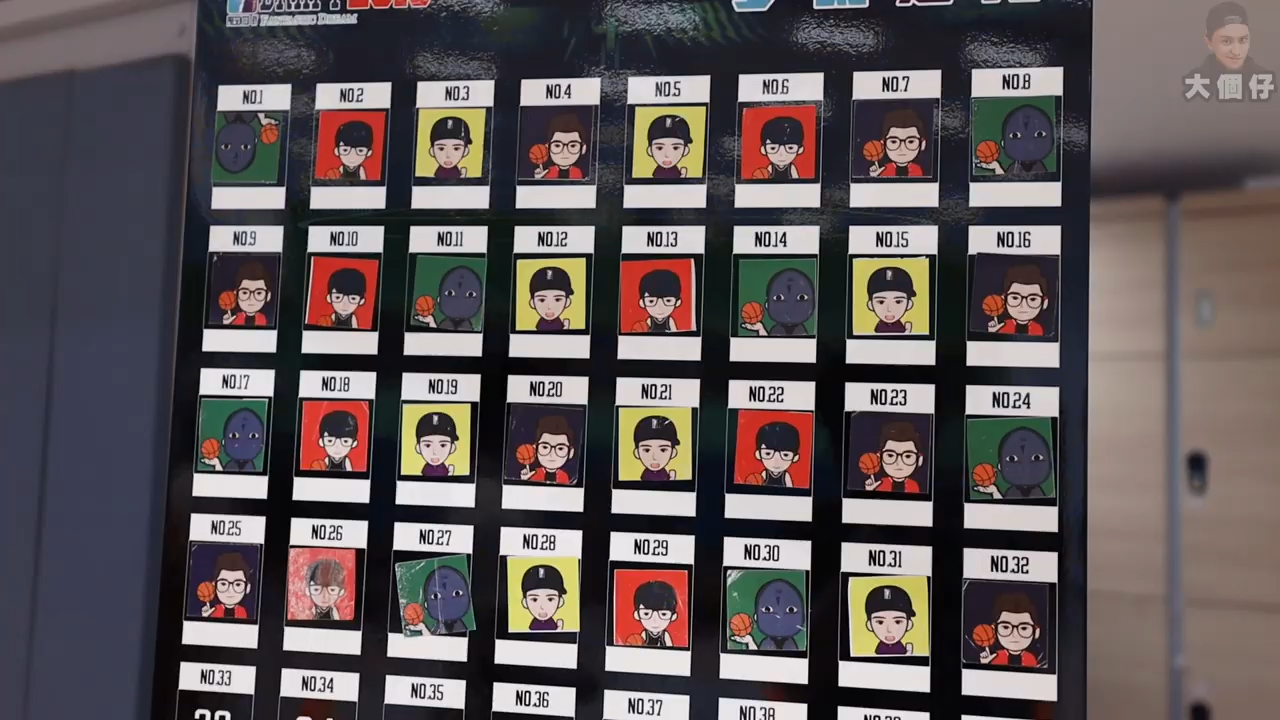 FANTASTIC DREAM
大個仔
NO.1 NO.2 NO.3 NO.4 NO.5 NO.6 NO.7 NO.8
NO.9 NO.10 NO.11 NO.12 NO.13 NO.14 NO.15 NO.16
NO.17 NO.18 NO.19 NO.20 NO.21 NO.22 NO.23 NO.24
NO.25 NO.26 NO.27 NO.28 NO.29 NO.30 NO.31 NO.32
NO.33 NO.34 NO.35 NO.36 NO.37 NO.38